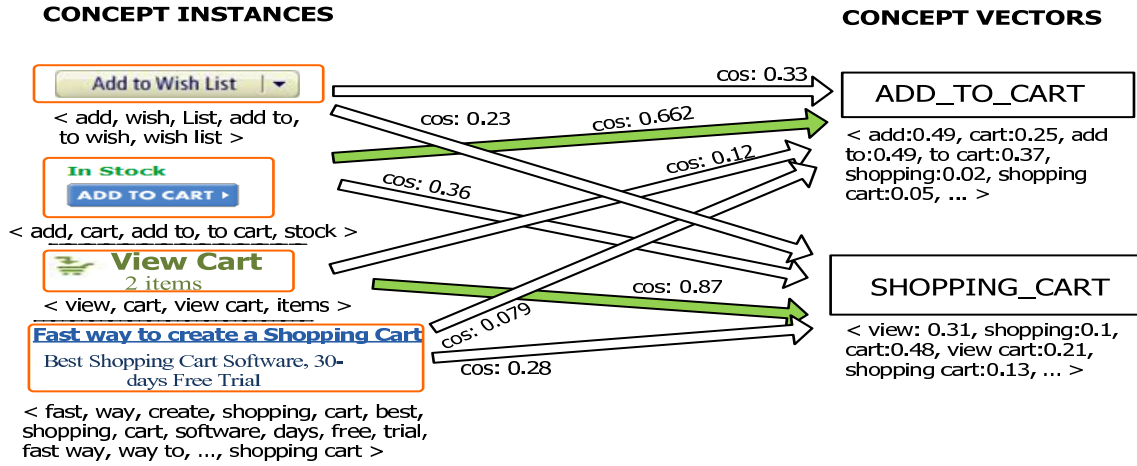 CONCEPT INSTANCES
CONCEPT VECTORS
Add to Wish List
< add, wish, List, add to,
to wish, wish list >
In Stock
ADD TO CART
< add, cart, add to, to cart, stock >
View Cart
2 items
< view, cart, view cart, items >
Fast way to create a Shopping Cart
Best Shopping Cart Software, 30-
days Free Trial
< fast, way, create, shopping, cart, best,
shopping, cart, software, days, free, trial,
fast way, way to, ..., shopping cart >
cos: 0.33
cos: 0.23
cos: 0.662
cos: 0.12
cos: 0.36
cos: 0.87
cos: 0.079
cos: 0.28
ADD_TO_CART
< add:0.49, cart:0.25, add
to:0.49, to cart:0.37,
shopping:0.02, shopping
cart:0.05, ... >
SHOPPING_CART
< view: 0.31, shopping:0.1,
cart:0.48, view cart:0.21,
shopping cart:0.13, ... >